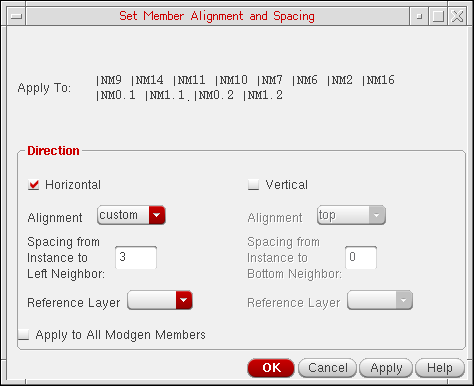 Set Member Alignment and Spacing
Apply To:
|NM9 |NM14 |NM11 |NM10 |NM7 |NM6 |NM2 |NM16
|NM0.1 |NM1.1 |NM0.2 |NM1.2
Direction
Horizontal
Vertical
Alignment custom
Alignment top
Spacing from
Instance to
Left Neighbor:
3
Spacing from
Instance to
Bottom Neighbor:
0
Reference Layer
Reference Layer
Apply to All Modgen Members
OK Cancel Apply Help